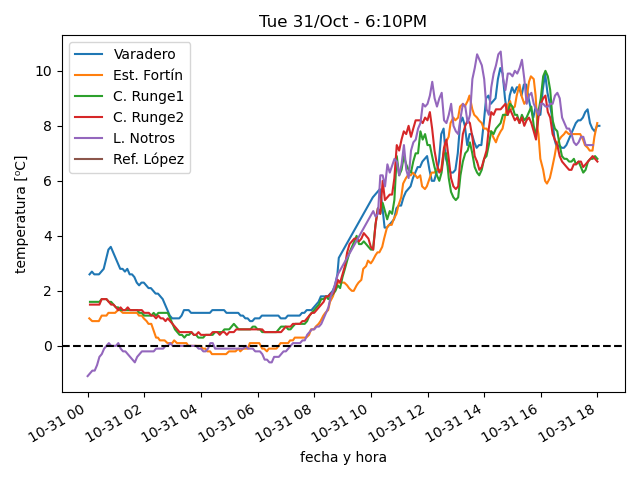 Tue 31/Oct - 6:10PM
Varadero
Est. Fortín
C. Runge1
C. Runge2
L. Notros
Ref. López
temperatura [ºC]
10
8
6
4
2
0
10-31 00
10-31 02
10-31 04
10-31 06
10-31 08
10-31 10
10-31 12
10-31 14
10-31 16
10-31 18
fecha y hora